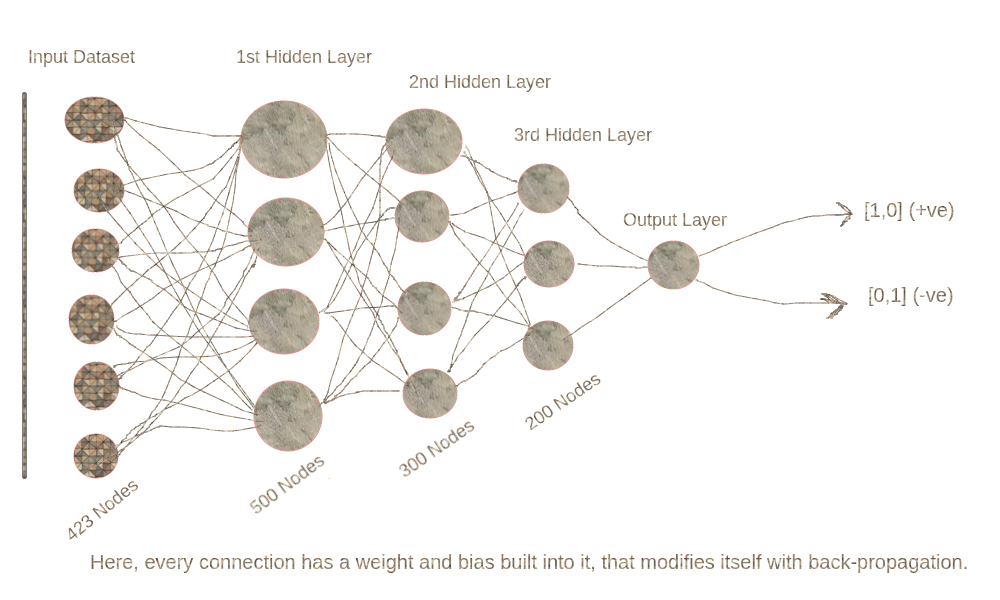 Input Dataset
1st Hidden Layer
2nd Hidden Layer
3rd Hidden Layer
Output Layer
[1,0] (+ve)
[0,1] (-ve)
423 Nodes
500 Nodes
300 Nodes
200 Nodes
Here, every connection has a weight and bias built into it, that modifies itself with back-propagation.